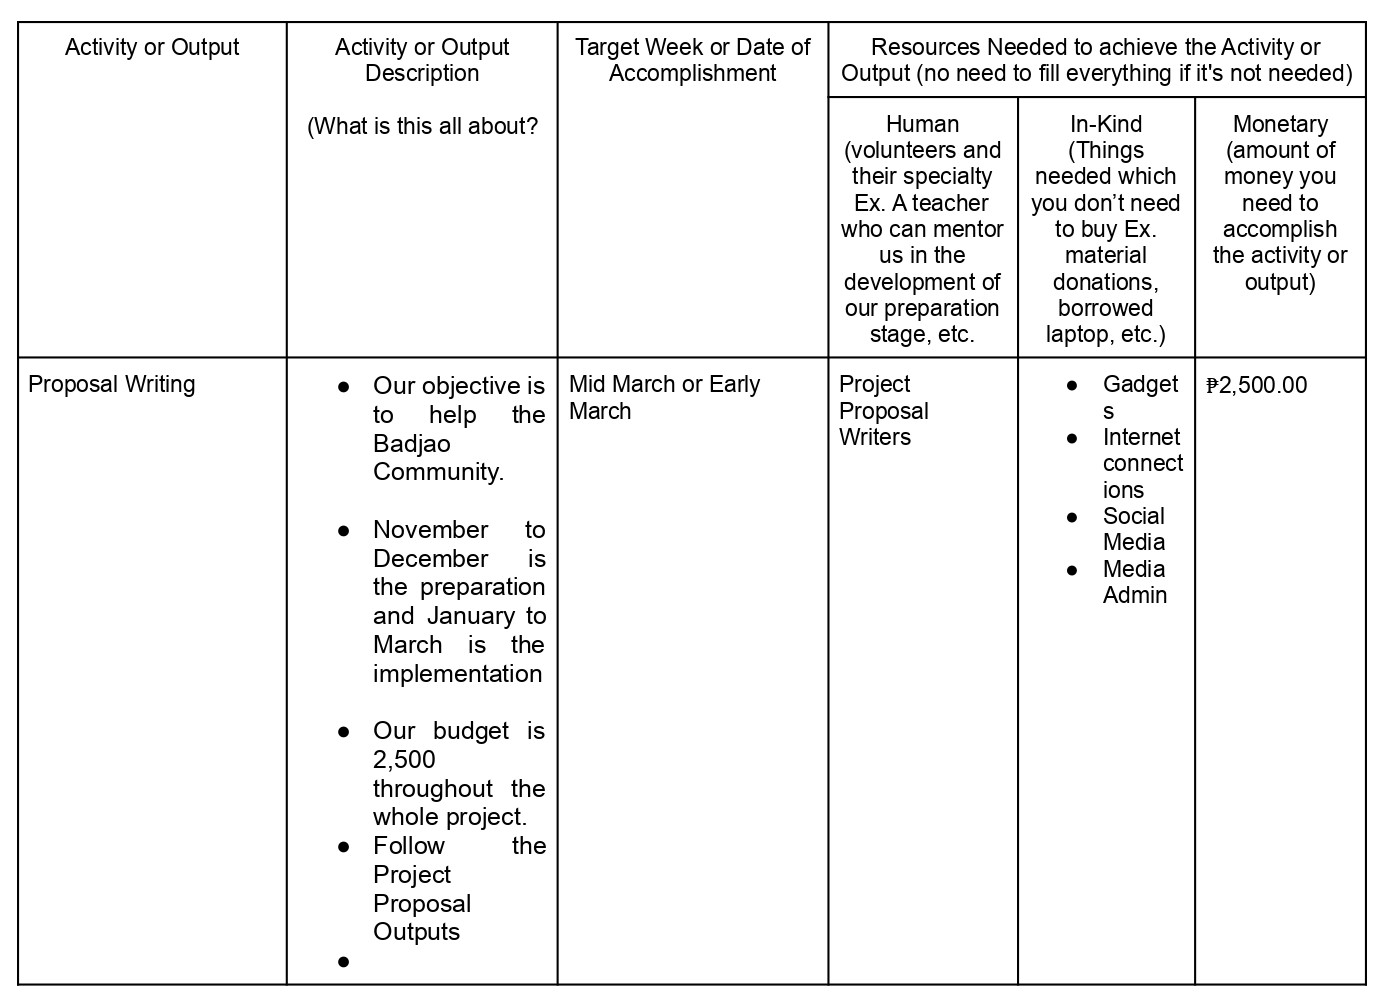 Activity or Output
Activity or Output
Description
(What is this all about?
Target Week or Date of
Accomplishment
Resources Needed to achieve the Activity or
Output (no need to fill everything if it's not needed)
Human
(volunteers and
their specialty
Ex. A teacher
who can mentor
us in the
development of
our preparation
stage, etc.
In-Kind
(Things
needed which
you don’t need
to buy Ex.
material
donations,
borrowed
laptop, etc.)
Monetary
(amount of
money you
need to
accomplish
the activity or
output)
Proposal Writing
● Our objective is
to help the
Badjao
Community.
● November to
December is
the preparation
and January to
March is the
implementation
● Our budget is
2,500
throughout the
whole project.
● Follow the
Project
Proposal
Outputs
●
Mid March or Early
March
Project
Proposal
Writers
● Gadget
s
● Internet
connect
ions
● Social
Media
● Media
Admin
₱2,500.00